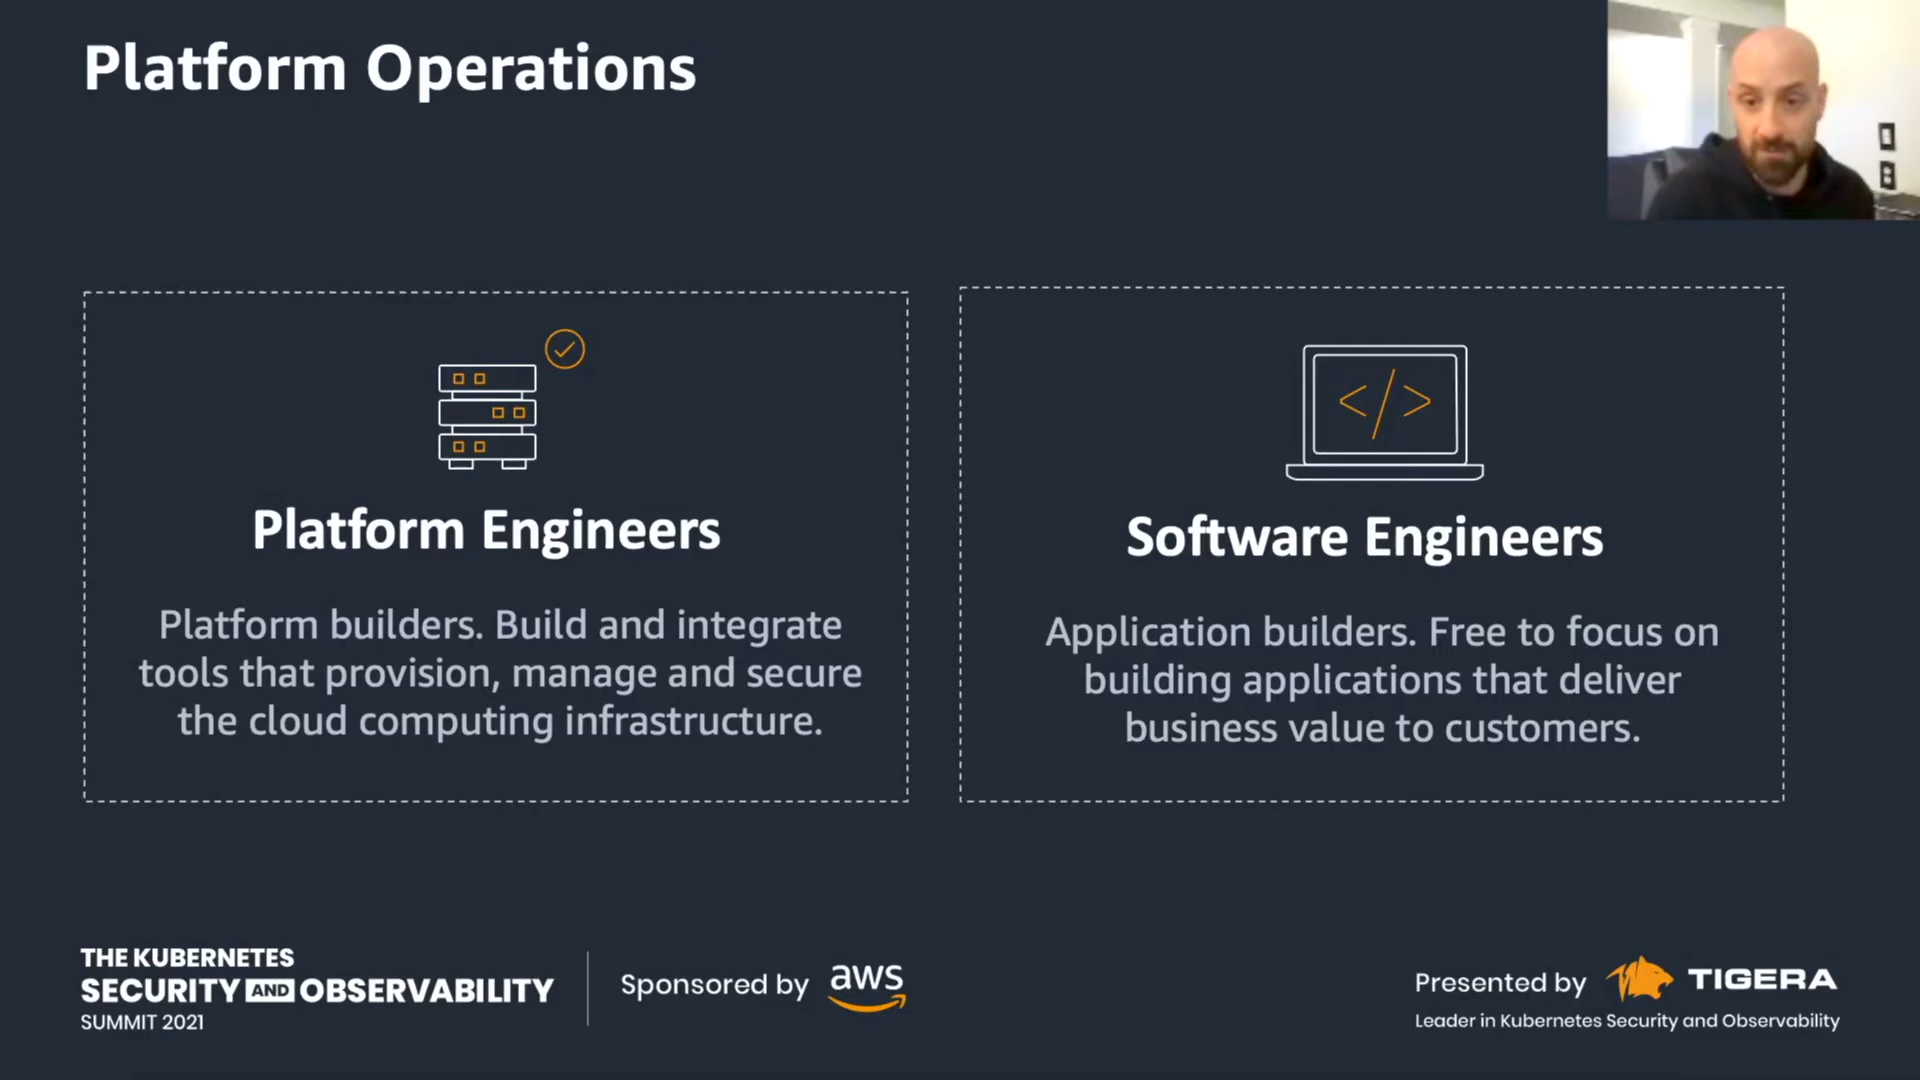 Platform Operations
</>
Platform Engineers
Platform builders. Build and integrate
tools that provision, manage and secure
the cloud computing infrastructure.
Software Engineers
Application builders. Free to focus on
building applications that deliver
business value to customers.
THE KUBERNETES
SECURITY AND OBSERVABILITY
SUMMIT 2021
Sponsored by aws
Presented by TIGERA
Leader in Kubernetes Security and Observability